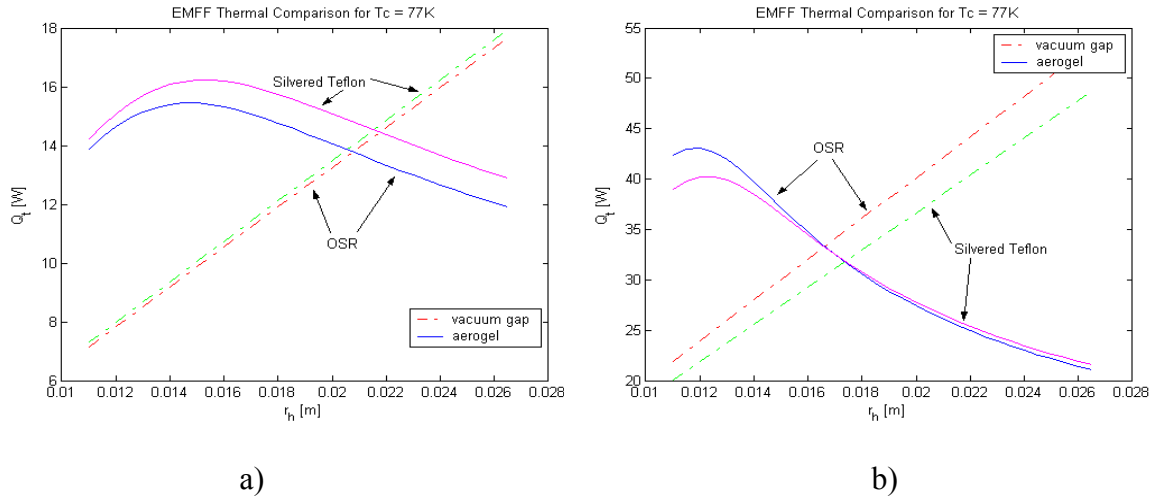 EMFF Thermal Comparison for Tc = 77K
18
16
14
12
10
8
6
Q_t [W]
Silvered Teflon
OSR
vacuum gap
aerogel
0.01 0.012 0.014 0.016 0.018 0.02 0.022 0.024 0.026 0.028
r_h [m]
a)
EMFF Thermal Comparison for Tc = 77K
55
50
45
40
35
30
25
20
Q_t [W]
vacuum gap
aerogel
OSR
Silvered Teflon
0.01 0.012 0.014 0.016 0.018 0.02 0.022 0.024 0.026 0.028
r_h [m]
b)